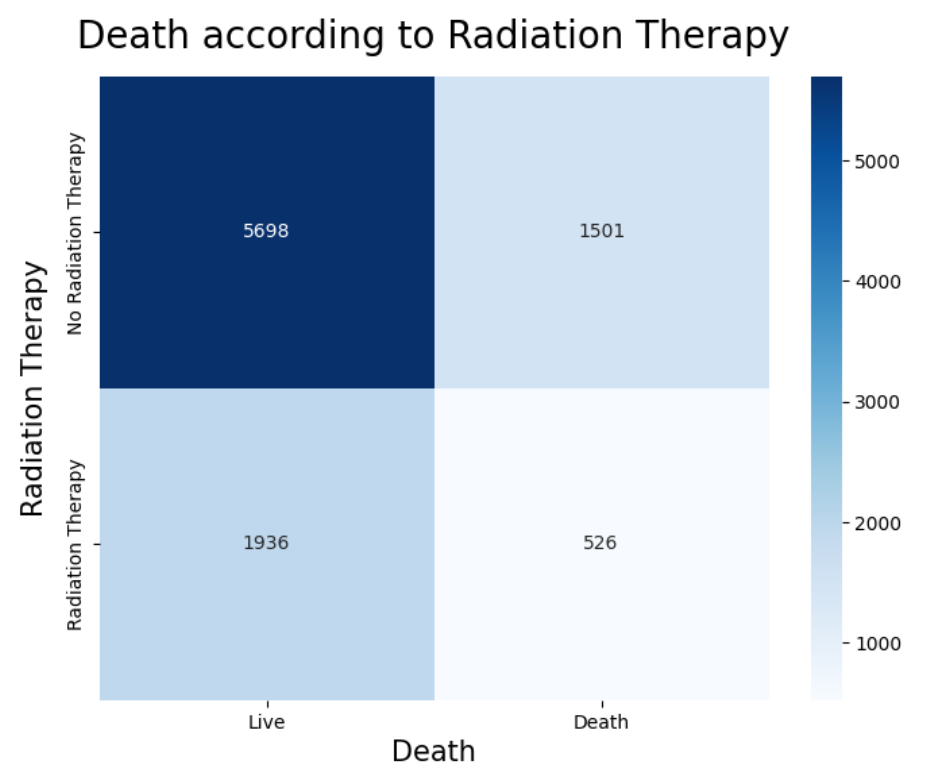 Death according to Radiation Therapy
Radiation Therapy
No Radiation Therapy
Radiation Therapy
5698
1501
1936
526
Live
Death
Death
5000
4000
3000
2000
1000